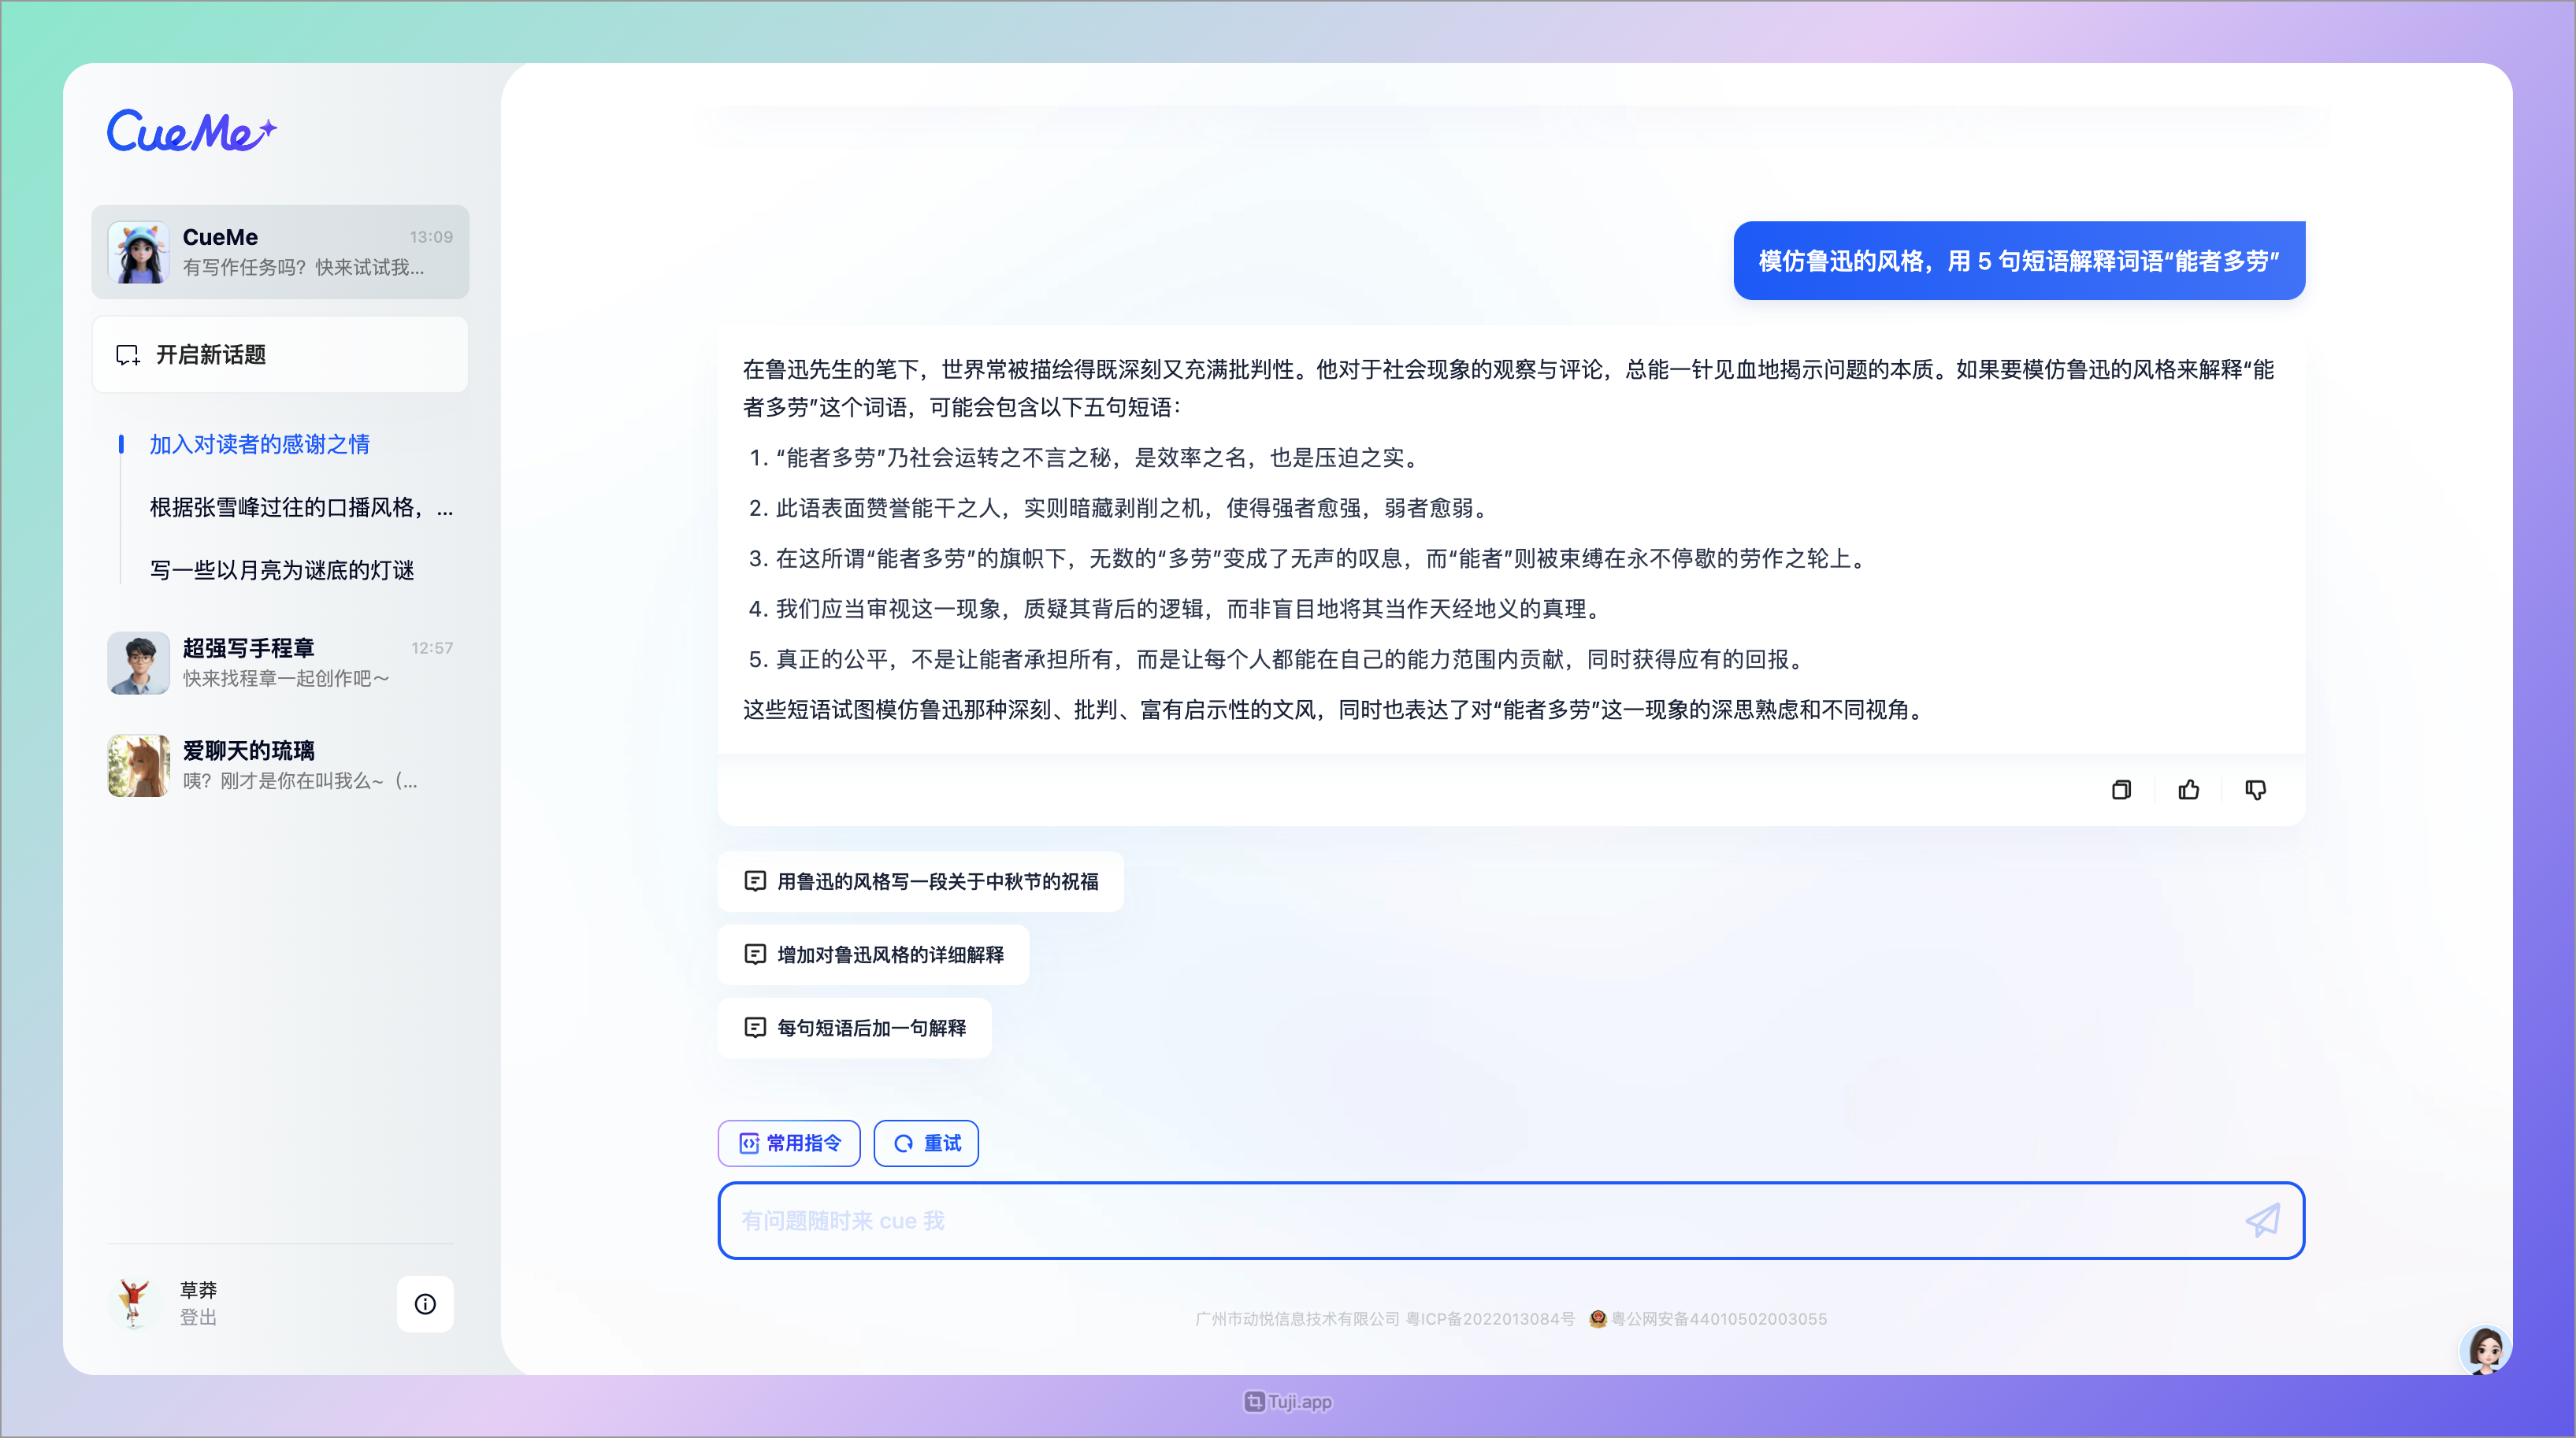 CueMe
CueMe 13:09
有写作任务吗？快来试试我...
开启新话题
加入对读者的感谢之情
根据张雪峰过往的口播风格，...
写一些以月亮为谜底的灯谜
超强写手程章 12:57
快来找程章一起创作吧～
爱聊天的琉璃
咦？刚才是你在叫我么~（...
草莽
登出
模仿鲁迅的风格，用 5 句短语解释词语“能者多劳”
在鲁迅先生的笔下，世界常被描绘得既深刻又充满批判性。他对于社会现象的观察与评论，总能一针见血地揭示问题的本质。如果要模仿鲁迅的风格来解释“能
者多劳”这个词语，可能会包含以下五句短语：
1. “能者多劳”乃社会运转之不言之秘，是效率之名，也是压迫之实。
2. 此语表面赞誉能干之人，实则暗藏剥削之机，使得强者愈强，弱者愈弱。
3. 在这所谓“能者多劳”的旗帜下，无数的“多劳”变成了无声的叹息，而“能者”则被束缚在永不停歇的劳作之轮上。
4. 我们应当审视这一现象，质疑其背后的逻辑，而非盲目地将其当作天经地义的真理。
5. 真正的公平，不是让能者承担所有，而是让每个人都能在自己的能力范围内贡献，同时获得应有的回报。
这些短语试图模仿鲁迅那种深刻、批判、富有启示性的文风，同时也表达了对“能者多劳”这一现象的深思熟虑和不同视角。
用鲁迅的风格写一段关于中秋节的祝福
增加对鲁迅风格的详细解释
每句短语后加一句解释
常用指令 重试
有问题随时来 cue 我
广州市动悦信息技术有限公司 粤ICP备2022013084号 粤公网安备44010502003055
Tuji.app